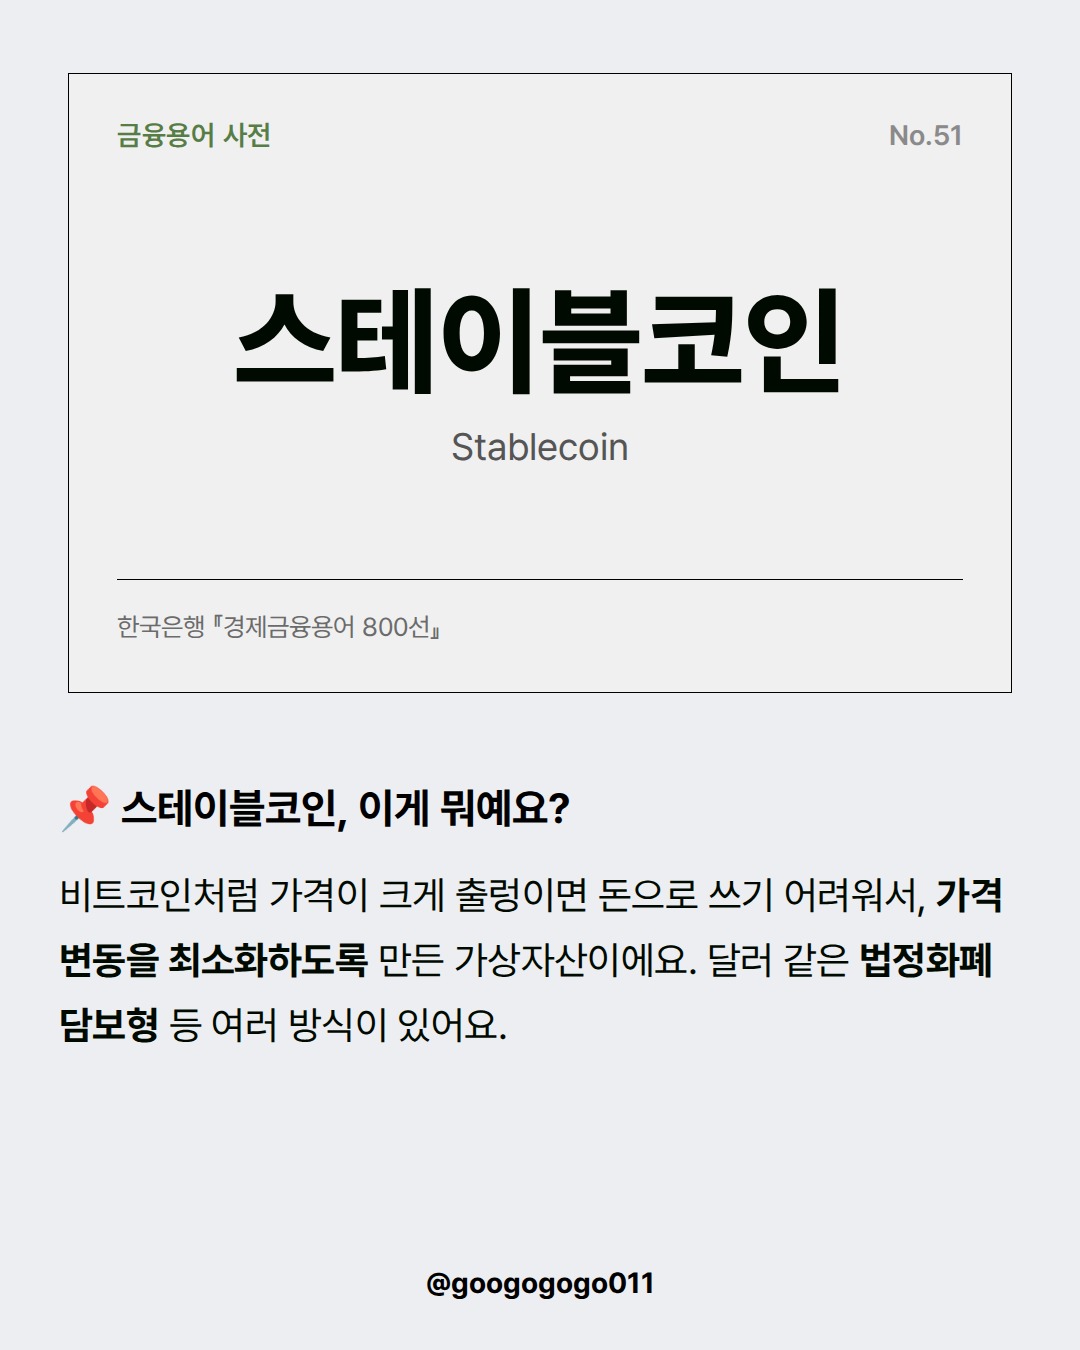 금융용어 사전
No.51
스테이블코인
Stablecoin
한국은행 『경제금융용어 800선』
📌 스테이블코인, 이게 뭐예요?
비트코인처럼 가격이 크게 출렁이면 돈으로 쓰기 어려워서, 가격
변동을 최소화하도록 만든 가상자산이에요. 달러 같은 법정화폐
담보형 등 여러 방식이 있어요.
@googogogo011